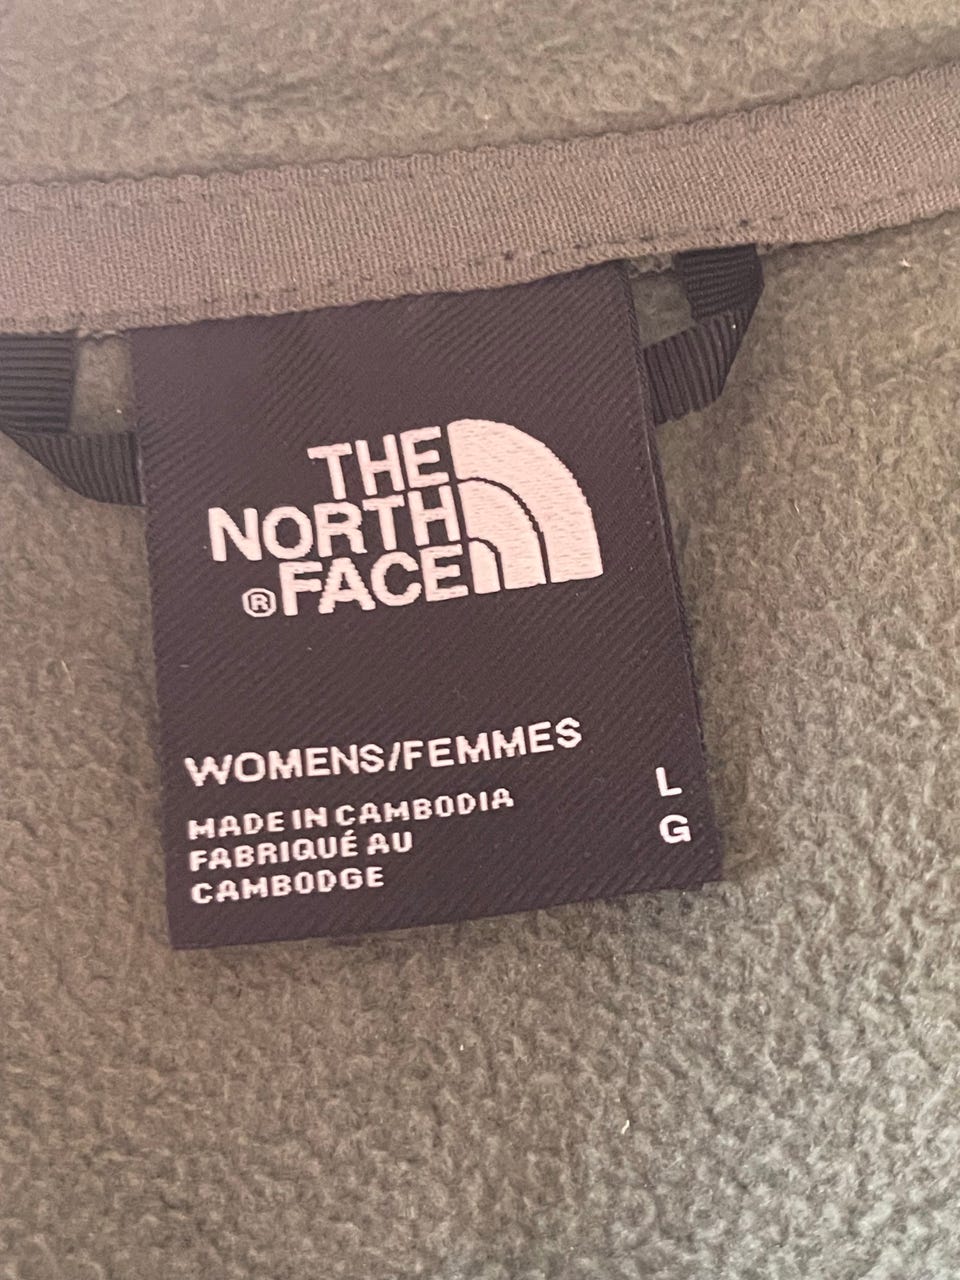 THE
NORTH
®FACE
WOMENS/FEMMES
MADE IN CAMBODIA
FABRIQUÉ AU
CAMBODGE
L
G